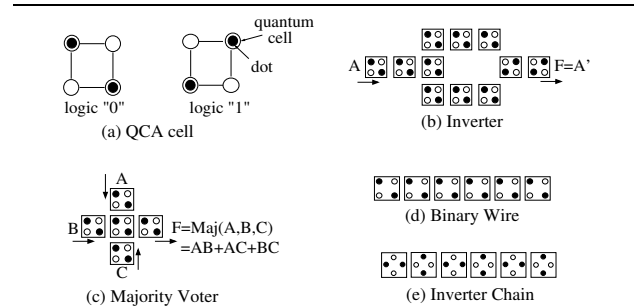 quantum
cell
dot
logic "0"
logic "1"
(a) QCA cell
A
F=A'
(b) Inverter
A
B
F=Maj(A,B,C)
=AB+AC+BC
C
(c) Majority Voter
(d) Binary Wire
(e) Inverter Chain